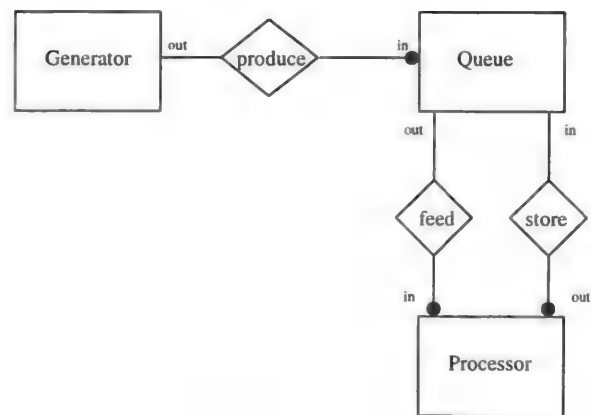 Generator
out
produce
in
Queue
out
in
feed
store
in
out
Processor